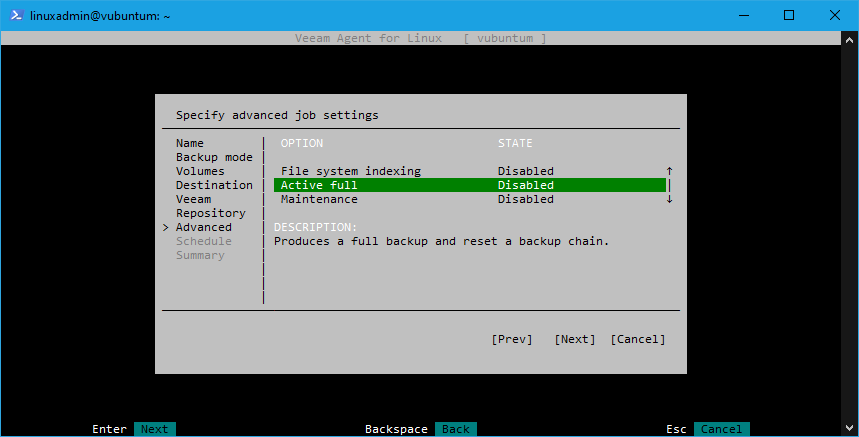 linuxadmin@vubuntum: ~
Veeam Agent for Linux [ vubuntum ]
Specify advanced job settings
Name OPTION STATE
Backup mode
Volumes File system indexing Disabled ↑
Destination Active full Disabled
Veeam Maintenance Disabled ↓
Repository
> Advanced DESCRIPTION:
Schedule Produces a full backup and reset a backup chain.
Summary
[Prev] [Next] [Cancel]
Enter Next Backspace Back Esc Cancel